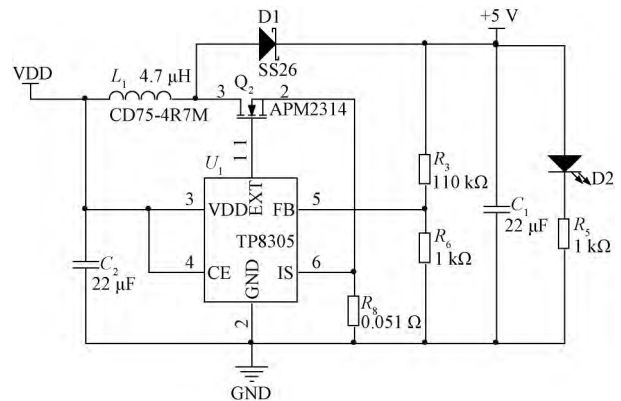 D1
+5 V
SS26
VDD
L₁ 4.7 μH
CD75-4R7M
Q₂
3
2
APM2314
1
1
U₁
R₃
110 kΩ
D2
3
VDD
EXT
FB
5
TP8305
C₁
22 μF
R₅
1 kΩ
R₆
1 kΩ
C₂
22 μF
4
CE
GND
IS
6
R₈
0.051 Ω
2
GND